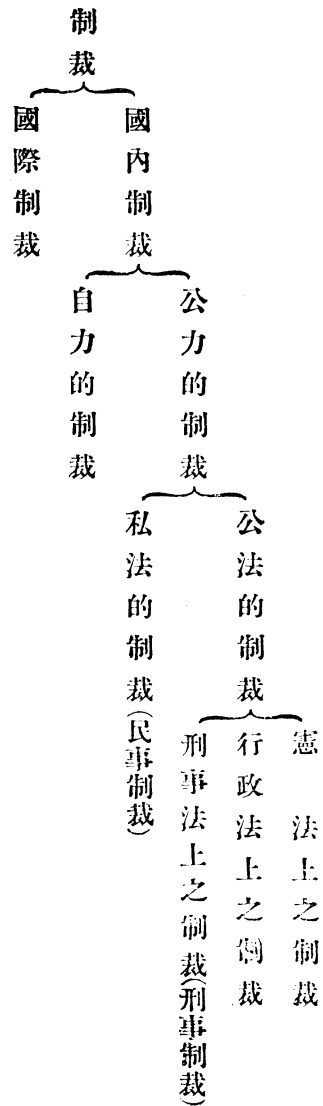 制裁
國內制裁
國際制裁
公力的制裁
自力的制裁
公法的制裁
私法的制裁(民事制裁)
憲法上之制裁
行政法上之制裁
刑事法上之制裁(刑事制裁)